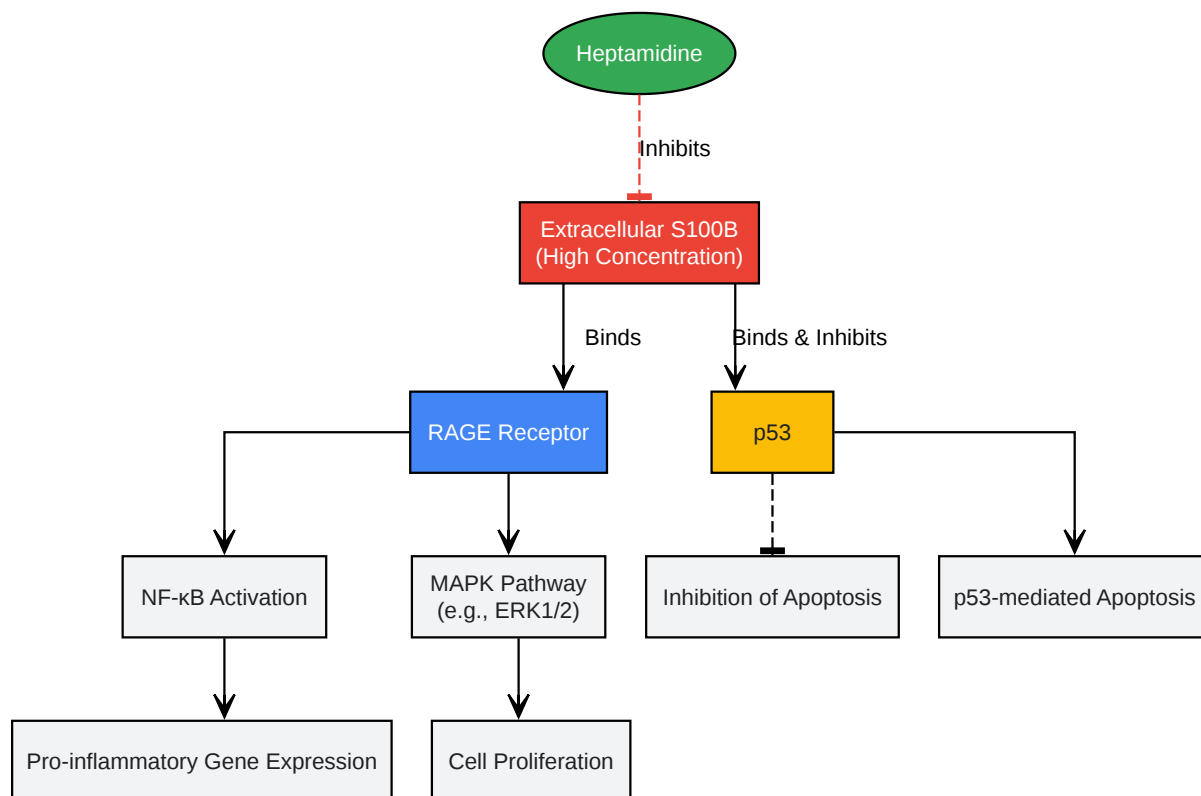 Heptamidine
Inhibits
Extracellular S100B
(High Concentration)
Binds
Binds & Inhibits
RAGE Receptor
p53
NF-κB Activation
MAPK Pathway
(e.g., ERK1/2)
Inhibition of Apoptosis
p53-mediated Apoptosis
Pro-inflammatory Gene Expression
Cell Proliferation